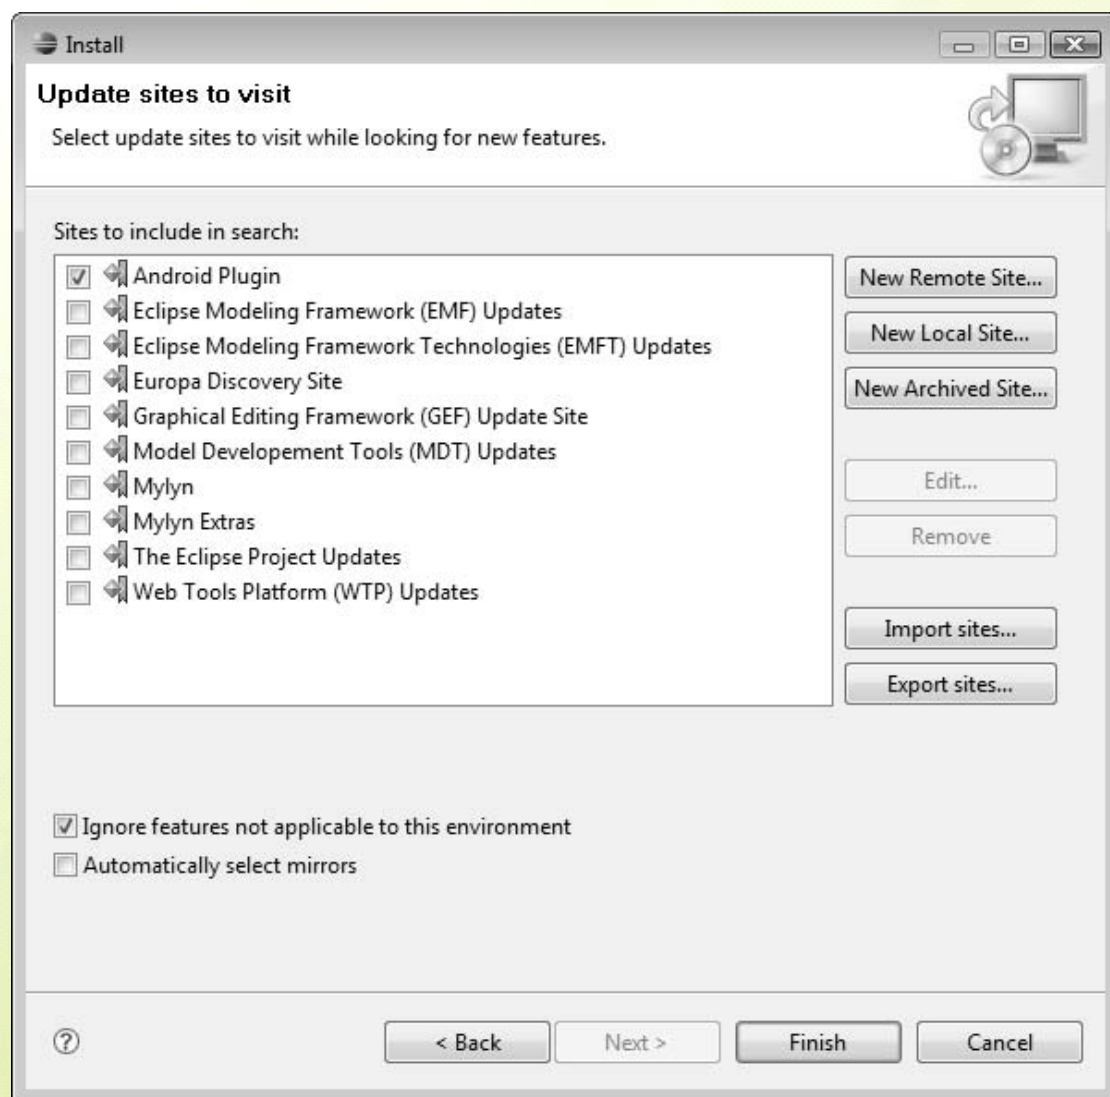 Install
Update sites to visit
Select update sites to visit while looking for new features.
Sites to include in search:
Android Plugin
Eclipse Modeling Framework (EMF) Updates
Eclipse Modeling Framework Technologies (EMFT) Updates
Europa Discovery Site
Graphical Editing Framework (GEF) Update Site
Model Developement Tools (MDT) Updates
Mylyn
Mylyn Extras
The Eclipse Project Updates
Web Tools Platform (WTP) Updates
New Remote Site...
New Local Site...
New Archived Site...
Edit...
Remove
Import sites...
Export sites...
Ignore features not applicable to this environment
Automatically select mirrors
?
< Back
Next >
Finish
Cancel